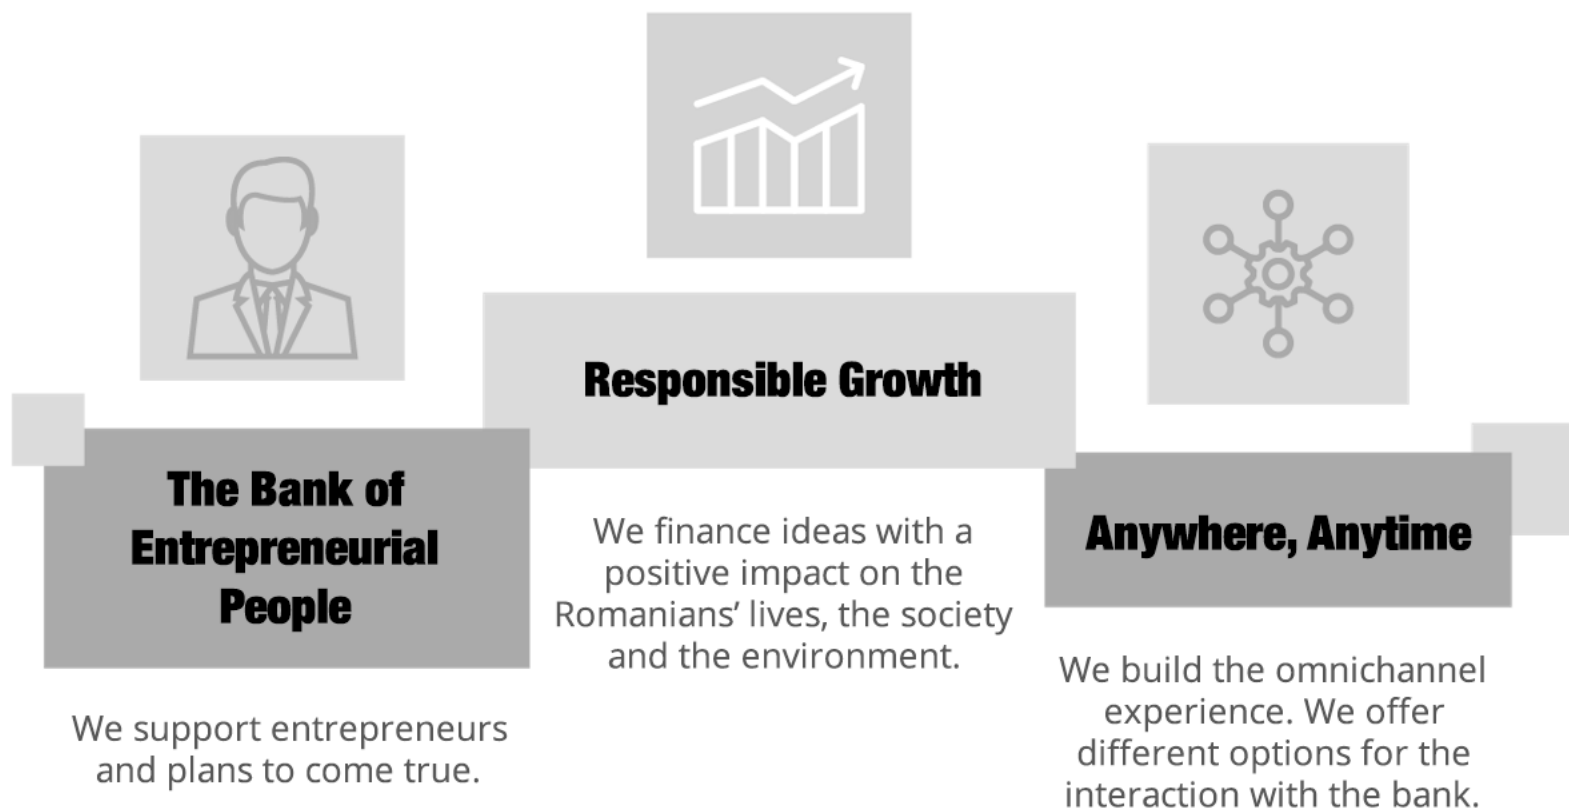 The Bank of
Entrepreneurial
People
We support entrepreneurs
and plans to come true.
Responsible Growth
We finance ideas with a
positive impact on the
Romanians’ lives, the society
and the environment.
Anywhere, Anytime
We build the omnichannel
experience. We offer
different options for the
interaction with the bank.